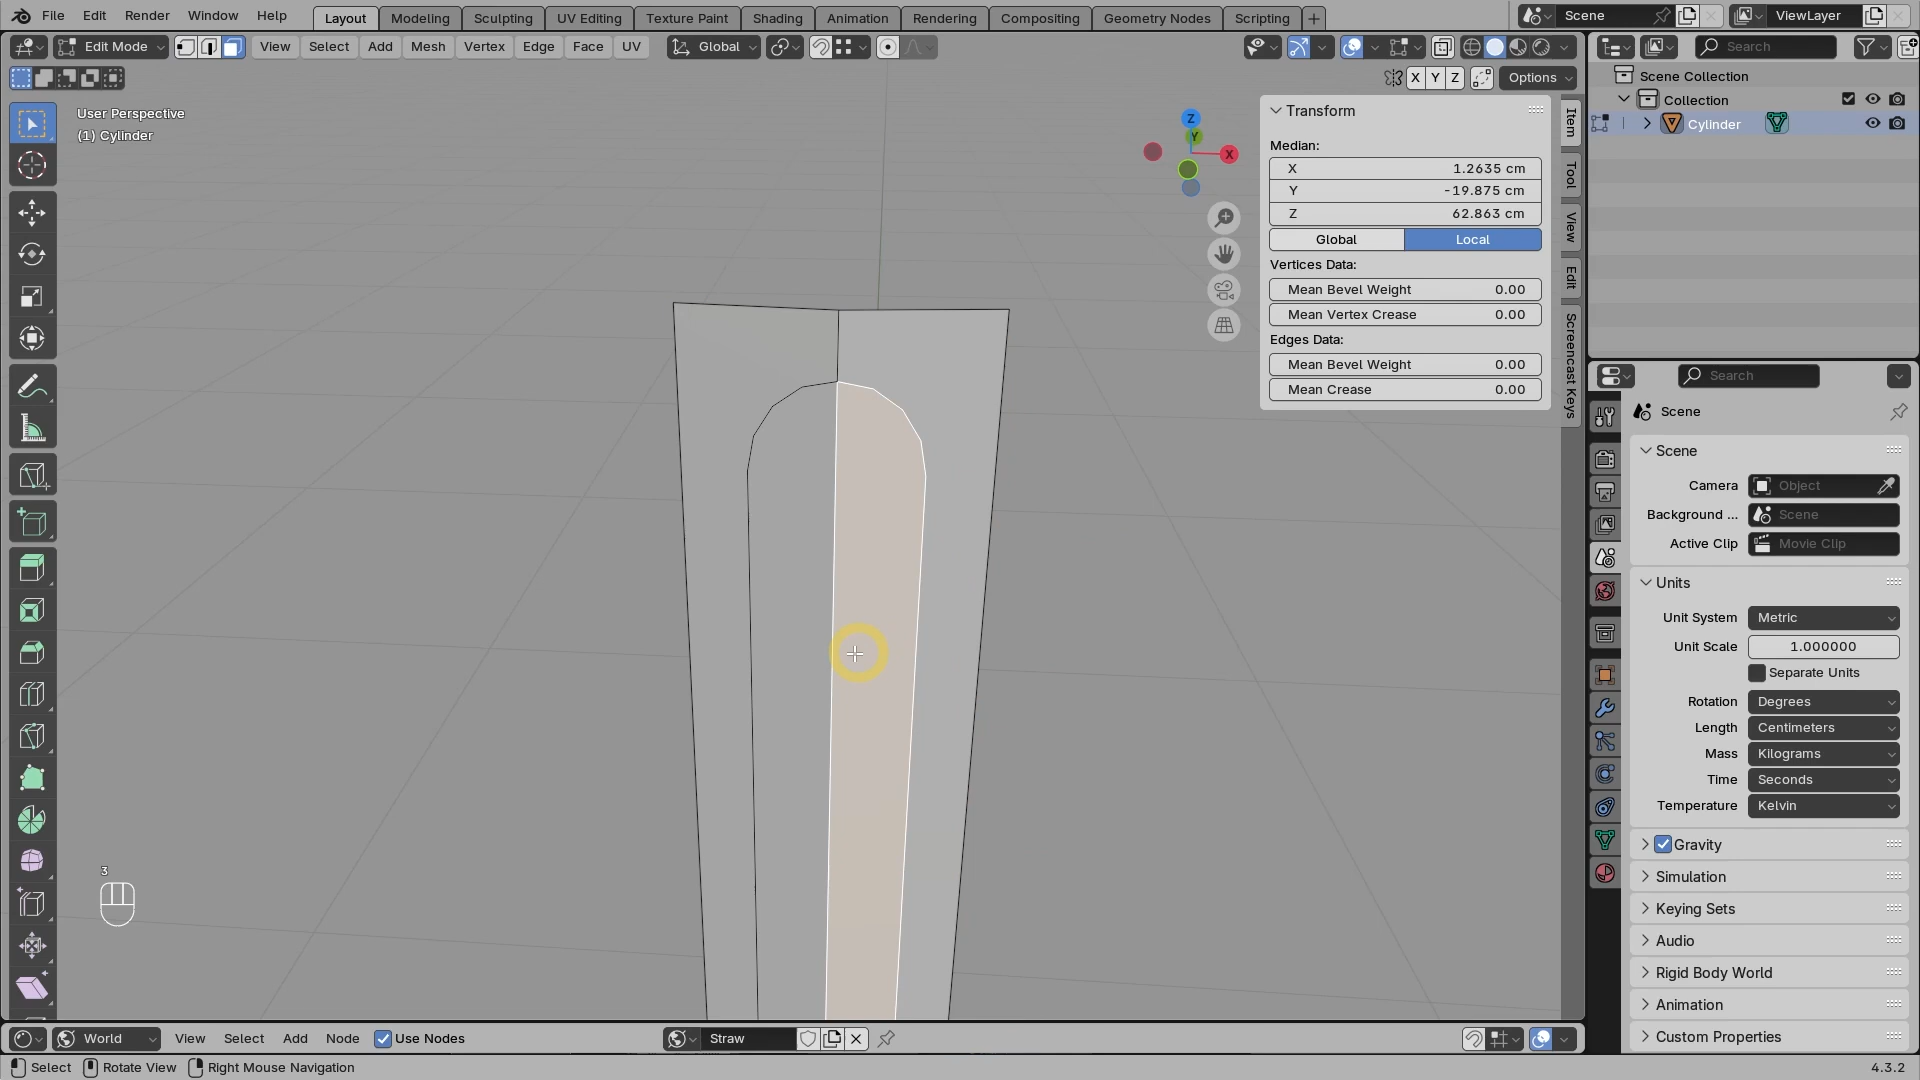 File Edit Render Window Help Layout Modeling Sculpting UV Editing Texture Paint Shading Animation Rendering Compositing Geometry Nodes Scripting + Scene ViewLayer
Edit Mode View Select Add Mesh Vertex Edge Face UV Global Search
X Y Z Options
Scene Collection
Collection
Cylinder
User Perspective
(1) Cylinder
Z
Y
X
Transform
Median:
X 1.2635 cm
Y -19.875 cm
Z 62.863 cm
Global Local
Vertices Data:
Mean Bevel Weight 0.00
Mean Vertex Crease 0.00
Edges Data:
Mean Bevel Weight 0.00
Mean Crease 0.00
Item
Tool
View
Edit
Screencast Keys
Search
Scene
Scene
Camera Object
Background ... Scene
Active Clip Movie Clip
Units
Unit System Metric
Unit Scale 1.000000
Separate Units
Rotation Degrees
Length Centimeters
Mass Kilograms
Time Seconds
Temperature Kelvin
Gravity
Simulation
Keying Sets
Audio
Rigid Body World
Animation
Custom Properties
3
World View Select Add Node Use Nodes Straw
Select Rotate View Right Mouse Navigation 4.3.2